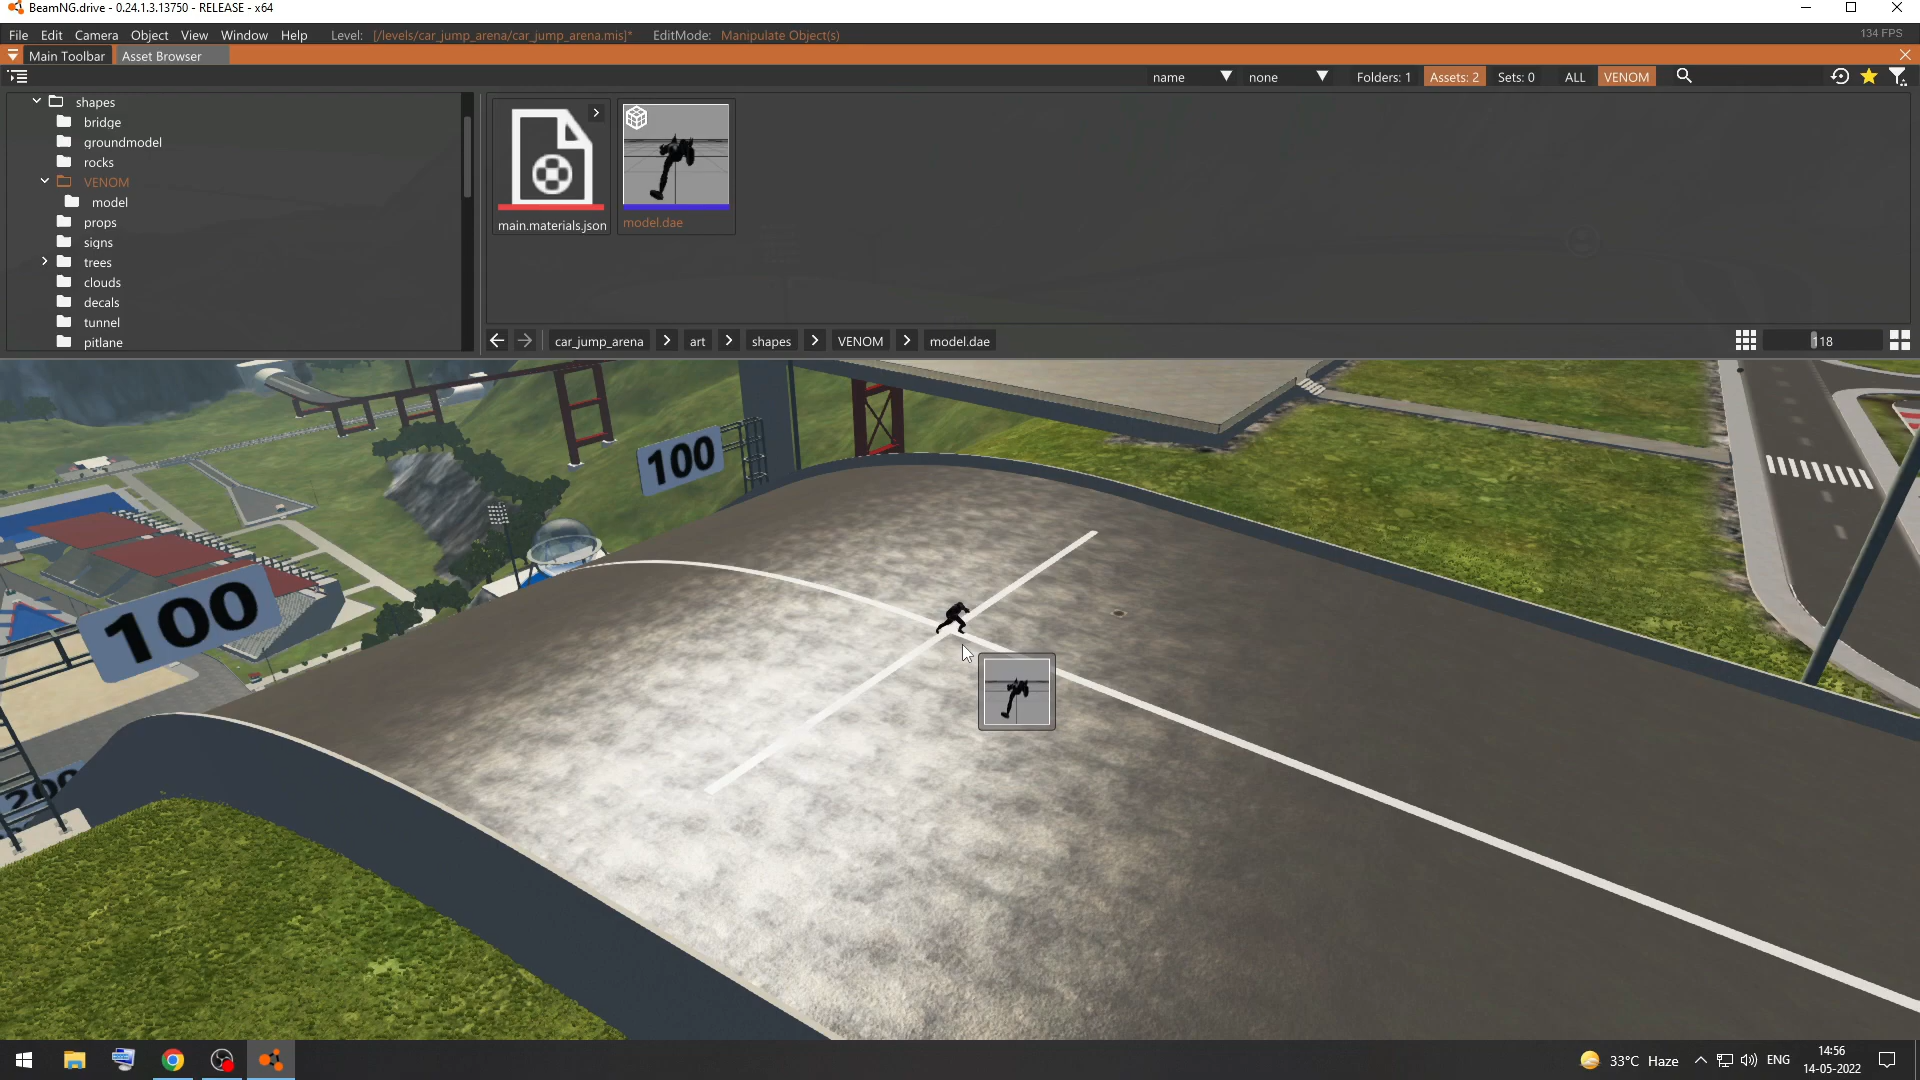 BeamNG.drive - 0.24.1.3.13750 - RELEASE - x64
File Edit Camera Object View Window Help Level: [/levels/car_jump_arena/car_jump_arena.mis]* EditMode: Manipulate Object(s) 134 FPS
Main Toolbar Asset Browser
name none Folders: 1 Assets: 2 Sets: 0 ALL VENOM
shapes
bridge
groundmodel
rocks
VENOM
model
props
signs
trees
clouds
decals
tunnel
pitlane
main.materials.json
model.dae
car_jump_arena > art > shapes > VENOM > model.dae 118
100
100
200
33°C Haze ENG
14:56
14-05-2022